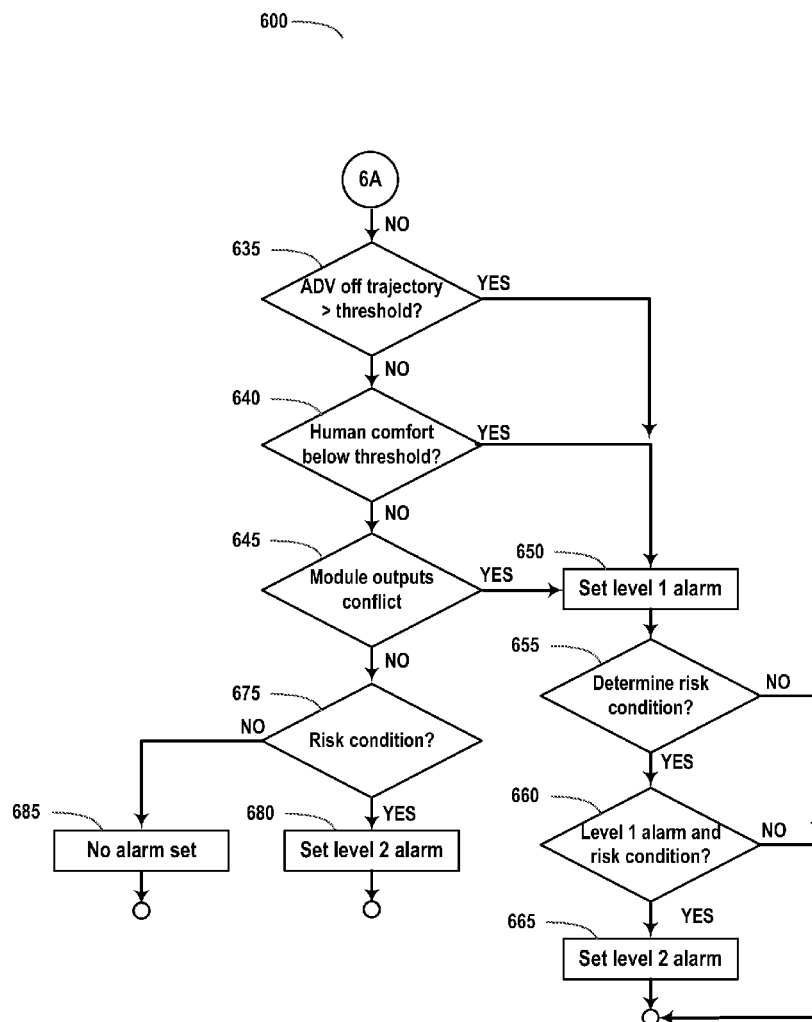 600
6A
NO
635
ADV off trajectory
> threshold?
YES
NO
640
Human comfort
below threshold?
YES
NO
645
Module outputs
conflict
YES
650
Set level 1 alarm
NO
655
Determine risk
condition?
NO
675
Risk condition?
NO
YES
YES
660
Level 1 alarm and
risk condition?
NO
685
No alarm set
680
Set level 2 alarm
YES
665
Set level 2 alarm